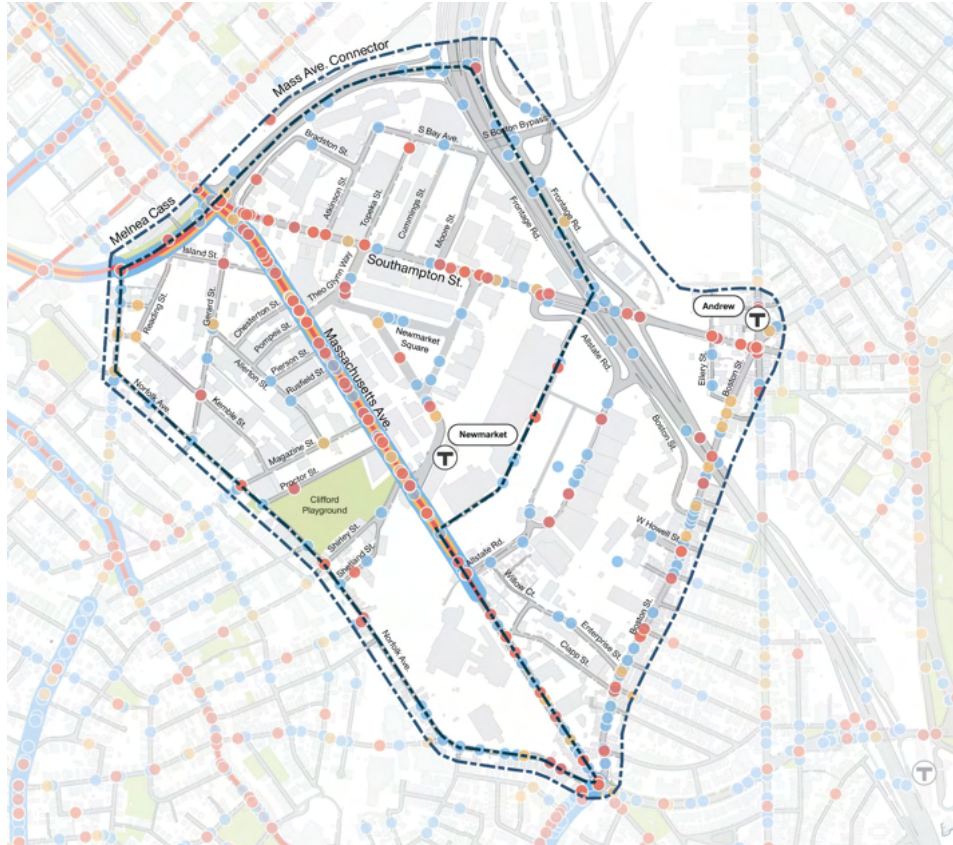 Mass Ave. Connector
S Bay Ave.
S Boston Bypass
Bradston St.
Atkinson St.
Topeka St.
Cummings St.
Moore St.
Frontage Rd.
Frontage Rd.
Melnea Cass
Island St.
Southampton St.
Theo Glynn Way
Reading St.
Gerard St.
Chesterton St.
Pompeii St.
Pierson St.
Allerton St.
Rusfield St.
Newmarket
Square
Massachusetts Ave.
Andrew
T
Allstate Rd.
Ellery St.
Boston St.
Norfolk Ave.
Kemble St.
Magazine St.
Proctor St.
Newmarket
T
Boston St.
Clifford
Playground
Shirley St.
Shetland St.
W Howell St.
Allstate Rd.
Willow Ct.
Enterprise St.
Clapp St.
Boston St.
Norfolk Ave.
T